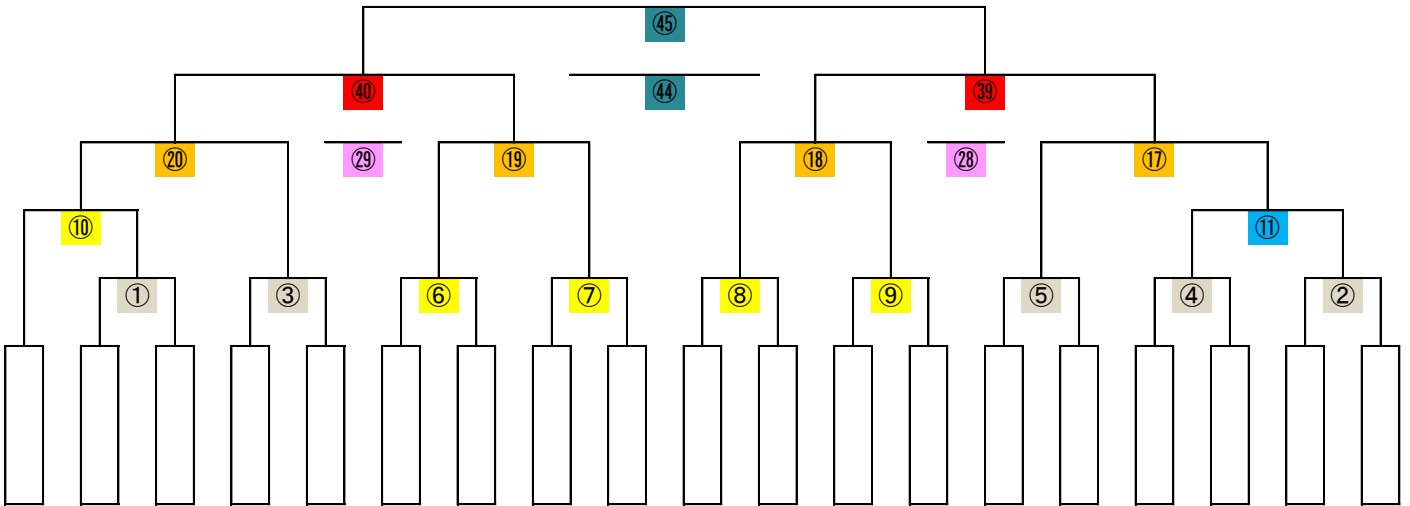 ㊺
㊵ ㊹ ㊴
⑳ ㉙ ⑲ ⑱ ㉘ ⑰
⑩ ⑪
① ③ ⑥ ⑦ ⑧ ⑨ ⑤ ④ ②